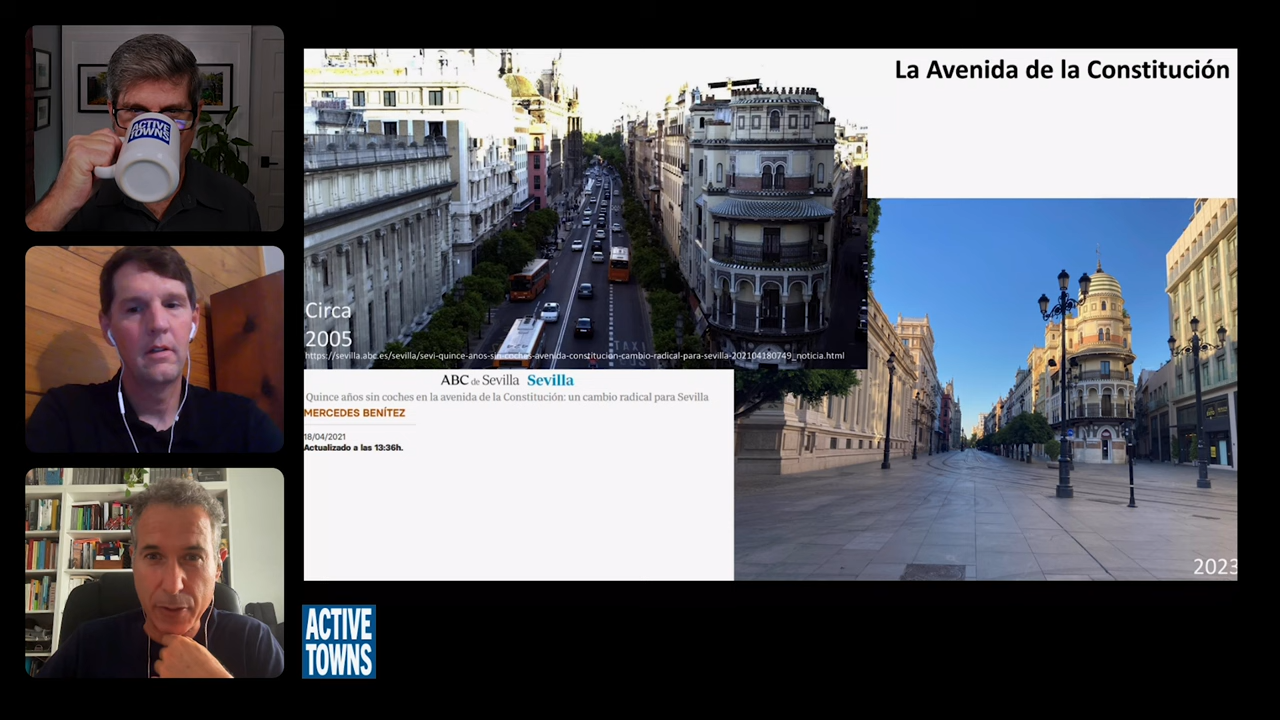 ACTIVE
TOWNS
La Avenida de la Constitución
Circa
2005
TAXI
https://sevilla.abc.es/sevilla/sevi-quince-anos-sin-coches-avenida-constitucion-cambio-radical-para-sevilla-202104180749_noticia.html
ABC de Sevilla Sevilla
Quince años sin coches en la avenida de la Constitución: un cambio radical para Sevilla
MERCEDES BENÍTEZ
18/04/2021
Actualizado a las 13:36h.
2023
ACTIVE
TOWNS